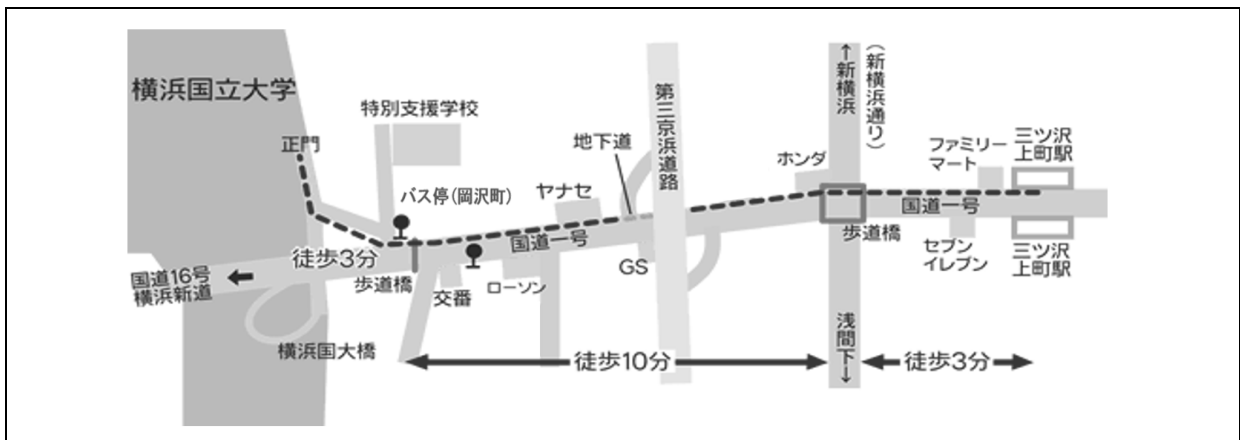 横浜国立大学
正門
特別支援学校
バス停(岡沢町)
ヤナセ
地下道
第三京浜道路
ホンダ
↑新横浜
(新横浜通り)
ファミリー
マート
三ツ沢
上町駅
国道一号
国道一号
歩道橋
セブン
イレブン
三ツ沢
上町駅
徒歩3分
国道16号
横浜新道
歩道橋
交番
ローソン
GS
横浜国大橋
徒歩10分
浅間下↓
徒歩3分